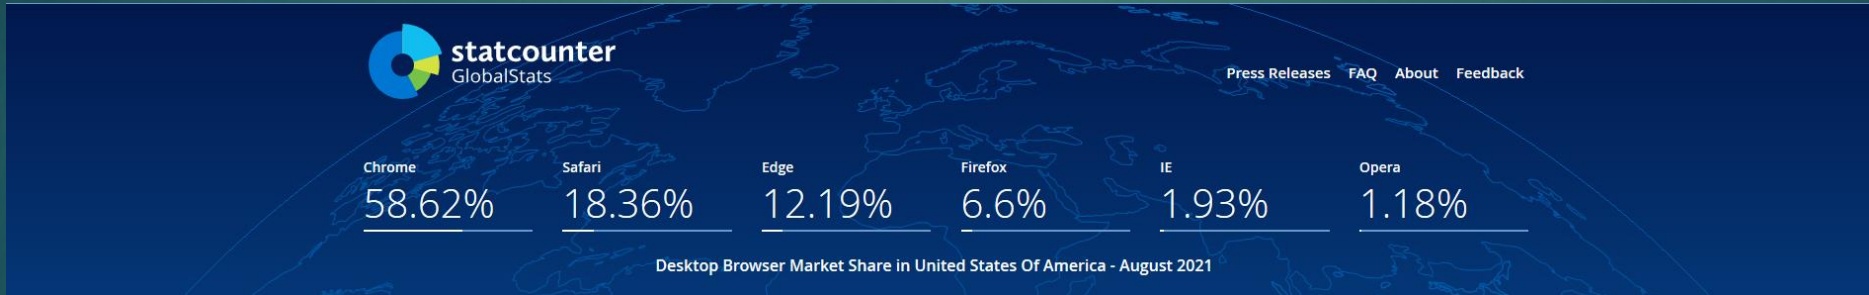 statcounter
GlobalStats
Press Releases FAQ About Feedback
Chrome Safari Edge Firefox IE Opera
58.62% 18.36% 12.19% 6.6% 1.93% 1.18%
Desktop Browser Market Share in United States Of America - August 2021